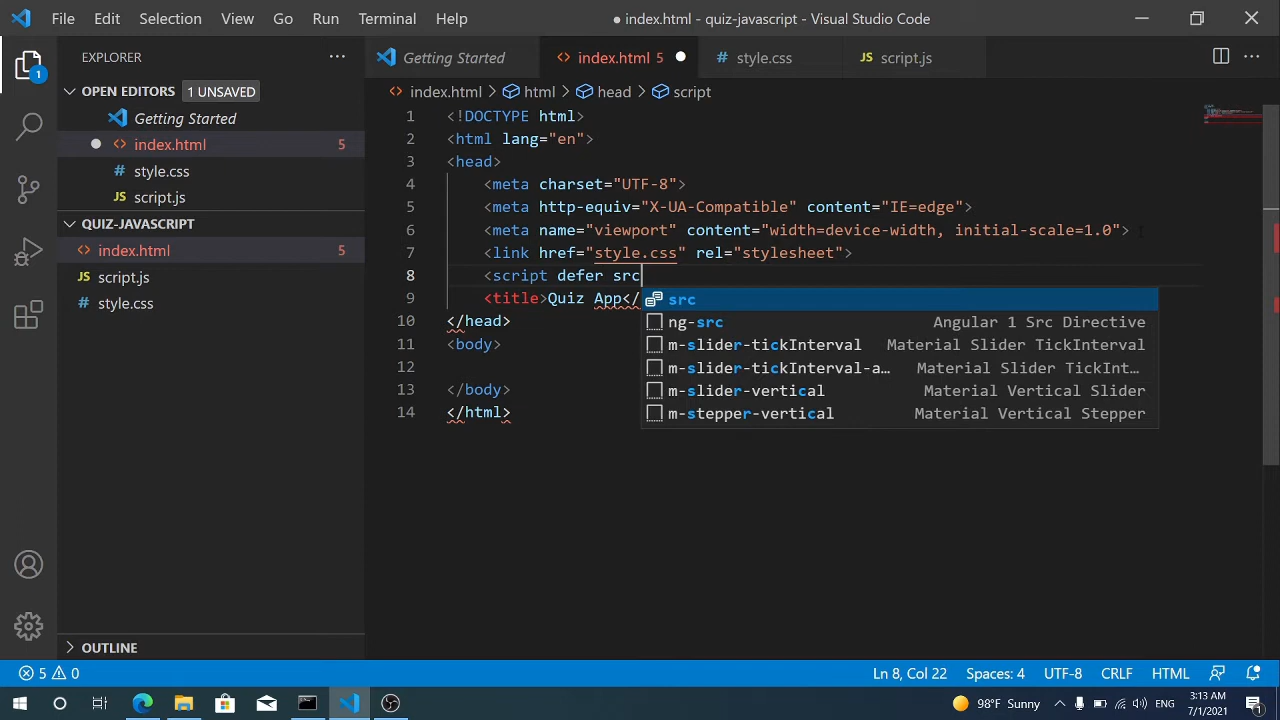 File Edit Selection View Go Run Terminal Help
● index.html - quiz-javascript - Visual Studio Code
EXPLORER
1
OPEN EDITORS 1 UNSAVED
Getting Started
index.html 5
# style.css
JS script.js
QUIZ-JAVASCRIPT
<> index.html 5
JS script.js
# style.css
OUTLINE
Getting Started <> index.html 5 # style.css JS script.js
<> index.html > html > head > script
1 <!DOCTYPE html>
2 <html lang="en">
3 <head>
4 <meta charset="UTF-8">
5 <meta http-equiv="X-UA-Compatible" content="IE=edge">
6 <meta name="viewport" content="width=device-width, initial-scale=1.0">
7 <link href="style.css" rel="stylesheet">
8 <script defer src
9 <title>Quiz App</
10 </head>
11 <body>
12
13 </body>
14 </html>
src
ng-src Angular 1 Src Directive
m-slider-tickInterval Material Slider TickInterval
m-slider-tickInterval-a... Material Slider TickInt...
m-slider-vertical Material Vertical Slider
m-stepper-vertical Material Vertical Stepper
5 0 Ln 8, Col 22 Spaces: 4 UTF-8 CRLF HTML
98°F Sunny ENG 3:13 AM
7/1/2021
1